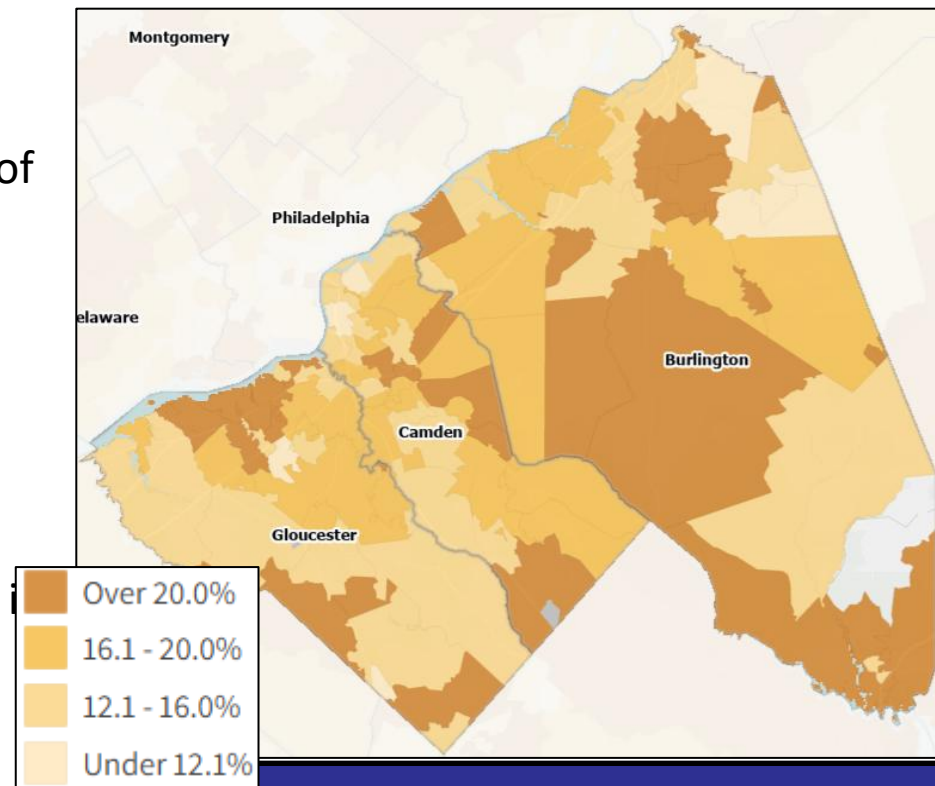 Montgomery
of
Philadelphia
elaware
Burlington
Camden
Gloucester
Over 20.0%
16.1 - 20.0%
12.1 - 16.0%
Under 12.1%